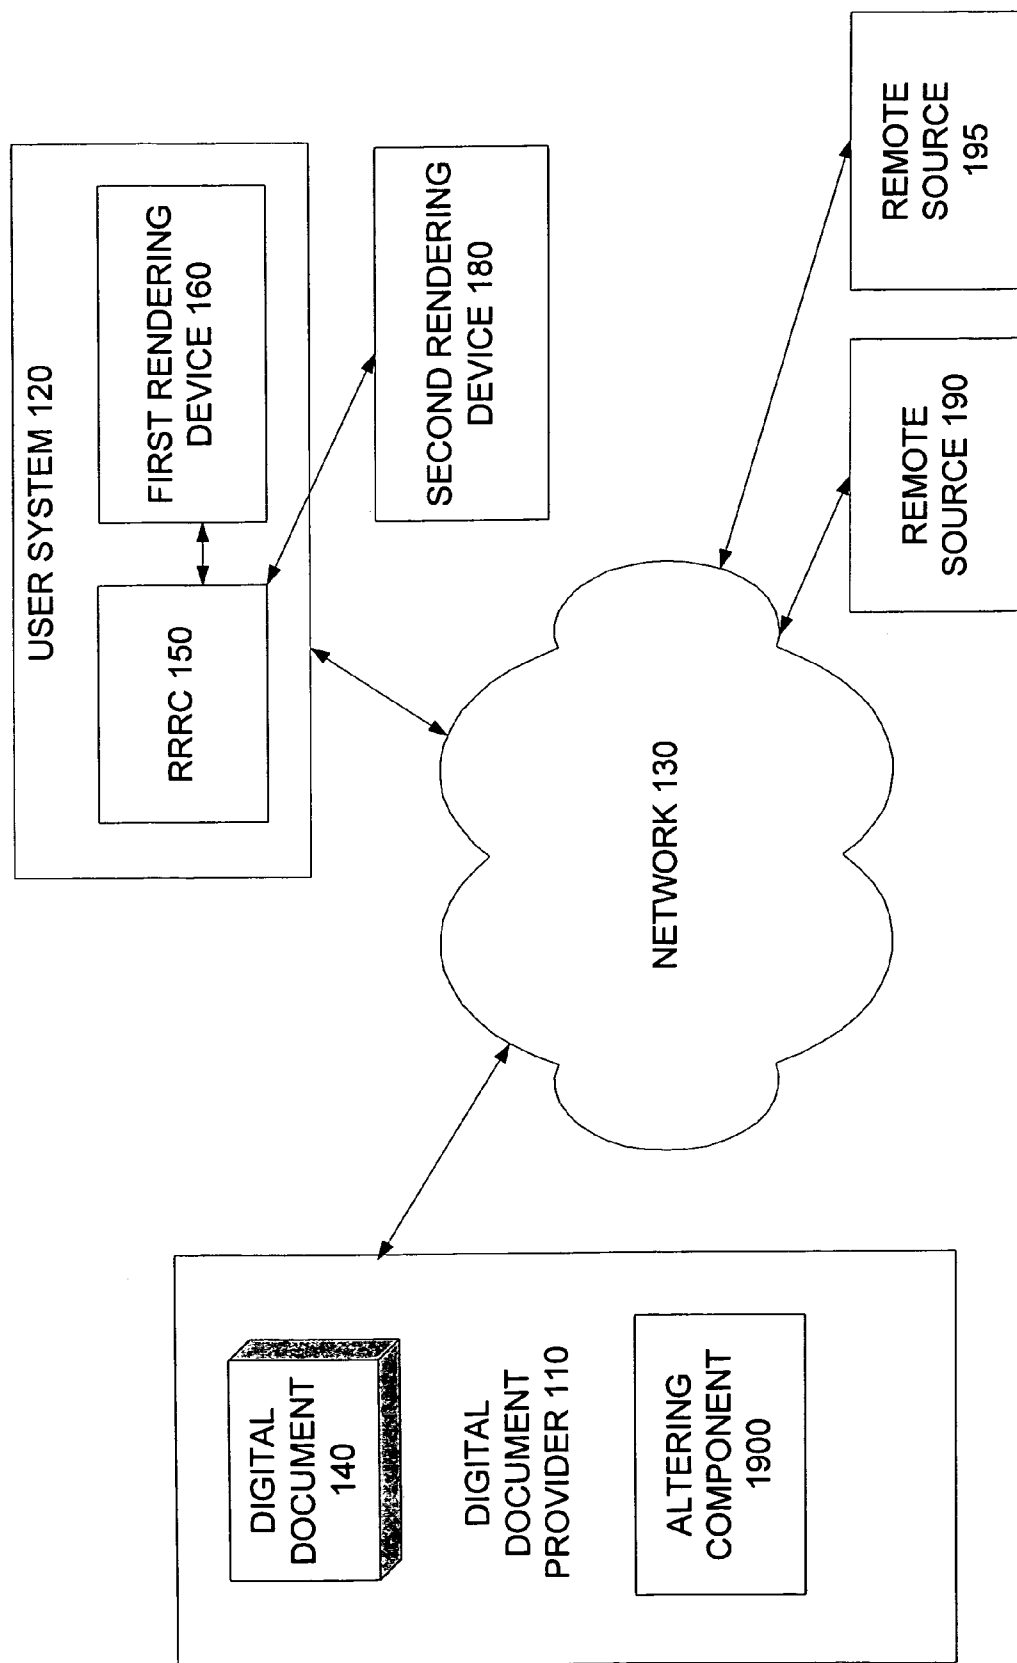 USER SYSTEM 120
RRRC 150
FIRST RENDERING
DEVICE 160
SECOND RENDERING
DEVICE 180
DIGITAL
DOCUMENT
140
DIGITAL
DOCUMENT
PROVIDER 110
ALTERING
COMPONENT
1900
NETWORK 130
REMOTE
SOURCE 190
REMOTE
SOURCE
195